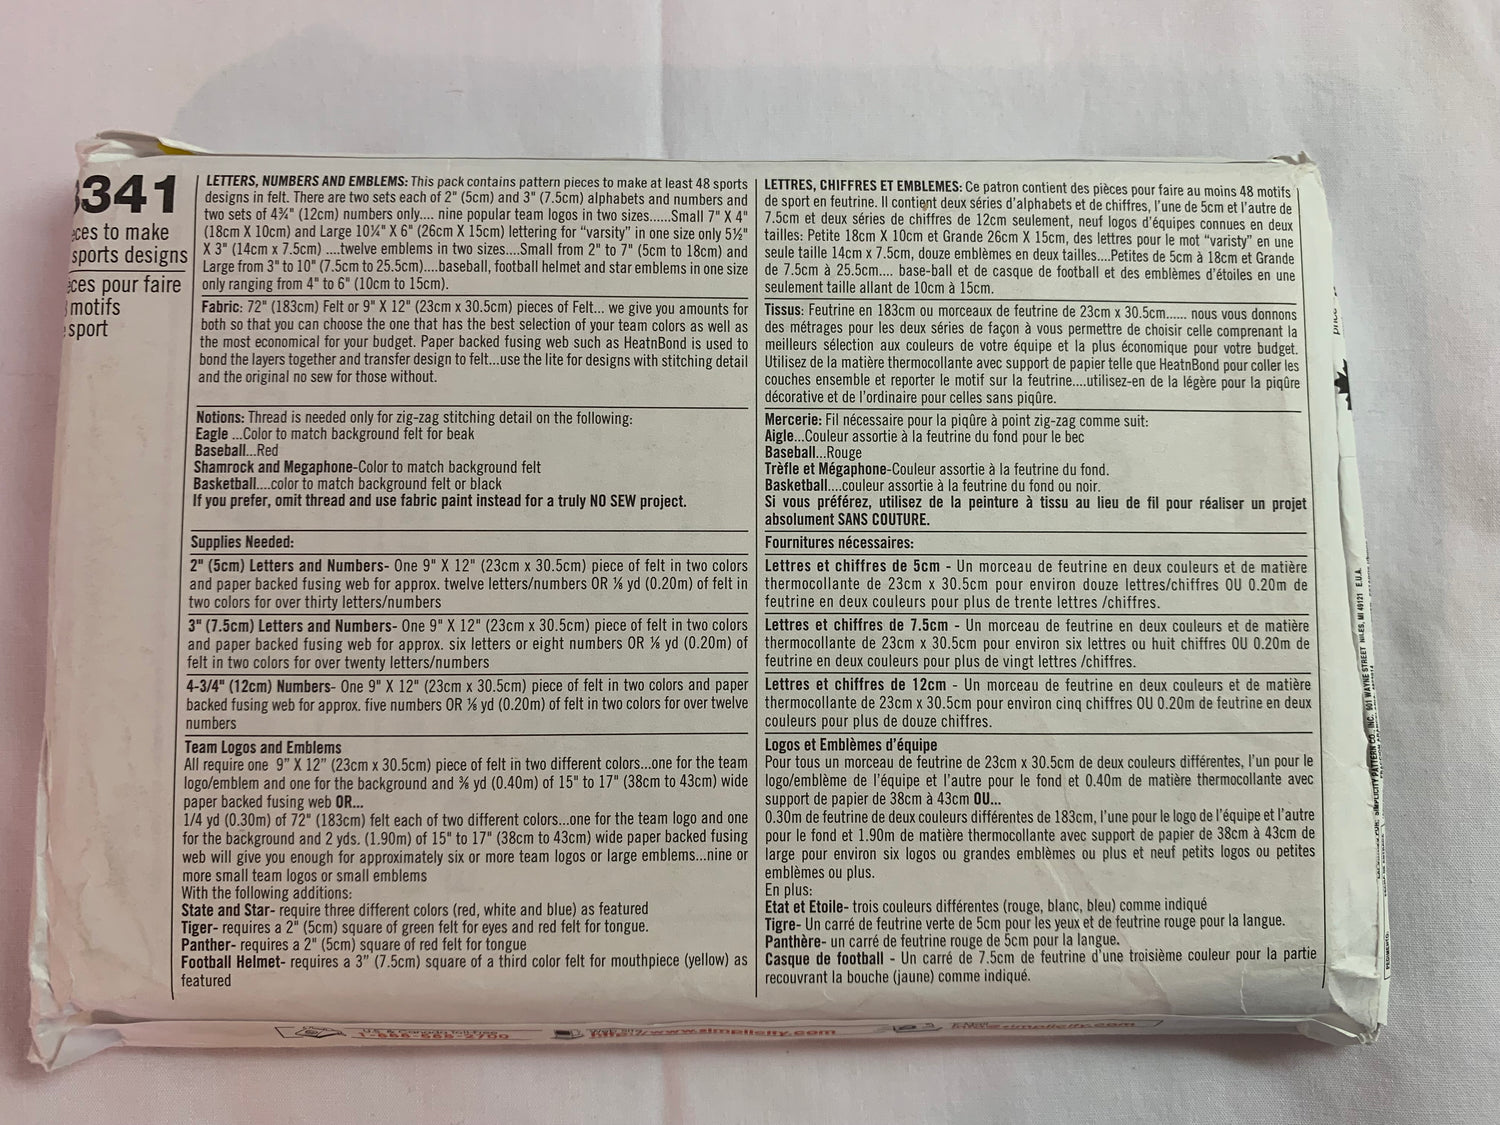 341
to make
sports designs
pour faire
motifs
sport
LETTERS, NUMBERS AND EMBLEMS: This pack contains pattern pieces to make at least 48 sports
designs in felt. There are two sets each of 2" (5cm) and 3" (7.5cm) alphabets and numbers and
two sets of 4¾" (12cm) numbers only.... nine popular team logos in two sizes......Small 7" X 4"
(18cm X 10cm) and Large 10¼" X 6" (26cm X 15cm) lettering for "varsity" in one size only 5½"
X 3" (14cm x 7.5cm) ....twelve emblems in two sizes....Small from 2" to 7" (5cm to 18cm) and
Large from 3" to 10" (7.5cm to 25.5cm)....baseball, football helmet and star emblems in one size
only ranging from 4" to 6" (10cm to 15cm).
Fabric: 72" (183cm) Felt or 9" X 12" (23cm x 30.5cm) pieces of Felt... we give you amounts for
both so that you can choose the one that has the best selection of your team colors as well as
the most economical for your budget. Paper backed fusing web such as HeatnBond is used to
bond the layers together and transfer design to felt...use the lite for designs with stitching detail
and the original no sew for those without.
Notions: Thread is needed only for zig-zag stitching detail on the following:
Eagle ...Color to match background felt for beak
Baseball...Red
Shamrock and Megaphone-Color to match background felt
Basketball....color to match background felt or black
If you prefer, omit thread and use fabric paint instead for a truly NO SEW project.
Supplies Needed:
2" (5cm) Letters and Numbers- One 9" X 12" (23cm x 30.5cm) piece of felt in two colors
and paper backed fusing web for approx. twelve letters/numbers OR ⅛ yd (0.20m) of felt in
two colors for over thirty letters/numbers
3" (7.5cm) Letters and Numbers- One 9" X 12" (23cm x 30.5cm) piece of felt in two colors
and paper backed fusing web for approx. six letters or eight numbers OR ⅛ yd (0.20m) of
felt in two colors for over twenty letters/numbers
4-3/4" (12cm) Numbers- One 9" X 12" (23cm x 30.5cm) piece of felt in two colors and paper
backed fusing web for approx. five numbers OR ⅛ yd (0.20m) of felt in two colors for over twelve
numbers
Team Logos and Emblems
All require one 9" X 12" (23cm x 30.5cm) piece of felt in two different colors...one for the team
logo/emblem and one for the background and ⅜ yd (0.40m) of 15" to 17" (38cm to 43cm) wide
paper backed fusing web OR...
1/4 yd (0.30m) of 72" (183cm) felt each of two different colors...one for the team logo and one
for the background and 2 yds. (1.90m) of 15" to 17" (38cm to 43cm) wide paper backed fusing
web will give you enough for approximately six or more team logos or large emblems...nine or
more small team logos or small emblems
With the following additions:
State and Star- require three different colors (red, white and blue) as featured
Tiger- requires a 2" (5cm) square of green felt for eyes and red felt for tongue.
Panther- requires a 2" (5cm) square of red felt for tongue
Football Helmet- requires a 3" (7.5cm) square of a third color felt for mouthpiece (yellow) as
featured
LETTRES, CHIFFRES ET EMBLEMES: Ce patron contient des pièces pour faire au moins 48 motifs
de sport en feutrine. Il contient deux séries d'alphabets et de chiffres, l'une de 5cm et l'autre de
7.5cm et deux séries de chiffres de 12cm seulement, neuf logos d'équipes connues en deux
tailles: Petite 18cm X 10cm et Grande 26cm X 15cm, des lettres pour le mot "varisty" en une
seule taille 14cm x 7.5cm, douze emblèmes en deux tailles....Petites de 5cm à 18cm et Grande
de 7.5cm à 25.5cm.... base-ball et de casque de football et des emblèmes d'étoiles en une
seulement taille allant de 10cm à 15cm.
Tissus: Feutrine en 183cm ou morceaux de feutrine de 23cm x 30.5cm...... nous vous donnons
des métrages pour les deux séries de façon à vous permettre de choisir celle comprenant la
meilleurs sélection aux couleurs de votre équipe et la plus économique pour votre budget.
Utilisez de la matière thermocollante avec support de papier telle que HeatnBond pour coller les
couches ensemble et reporter le motif sur la feutrine....utilisez-en de la légère pour la piqûre
décorative et de l'ordinaire pour celles sans piqûre.
Mercerie: Fil nécessaire pour la piqûre à point zig-zag comme suit:
Aigle...Couleur assortie à la feutrine du fond pour le bec
Baseball...Rouge
Trèfle et Mégaphone-Couleur assortie à la feutrine du fond.
Basketball....couleur assortie à la feutrine du fond ou noir.
Si vous préférez, utilisez de la peinture à tissu au lieu de fil pour réaliser un projet
absolument SANS COUTURE.
Fournitures nécessaires:
Lettres et chiffres de 5cm - Un morceau de feutrine en deux couleurs et de matière
thermocollante de 23cm x 30.5cm pour environ douze lettres/chiffres OU 0.20m de
feutrine en deux couleurs pour plus de trente lettres /chiffres.
Lettres et chiffres de 7.5cm - Un morceau de feutrine en deux couleurs et de matière
thermocollante de 23cm x 30.5cm pour environ six lettres ou huit chiffres OU 0.20m de
feutrine en deux couleurs pour plus de vingt lettres /chiffres.
Lettres et chiffres de 12cm - Un morceau de feutrine en deux couleurs et de matière
thermocollante de 23cm x 30.5cm pour environ cinq chiffres OU 0.20m de feutrine en deux
couleurs pour plus de douze chiffres.
Logos et Emblèmes d'équipe
Pour tous un morceau de feutrine de 23cm x 30.5cm de deux couleurs différentes, l'un pour le
logo/emblème de l'équipe et l'autre pour le fond et 0.40m de matière thermocollante avec
support de papier de 38cm à 43cm OU...
0.30m de feutrine de deux couleurs différentes de 183cm, l'une pour le logo de l'équipe et l'autre
pour le fond et 1.90m de matière thermocollante avec support de papier de 38cm à 43cm de
large pour environ six logos ou grandes emblèmes ou plus et neuf petits logos ou petites
emblèmes ou plus.
En plus:
Etat et Etoile- trois couleurs différentes (rouge, blanc, bleu) comme indiqué
Tigre- Un carré de feutrine verte de 5cm pour les yeux et de feutrine rouge pour la langue.
Panthère- un carré de feutrine rouge de 5cm pour la langue.
Casque de football - Un carré de 7.5cm de feutrine d'une troisième couleur pour la partie
recouvrant la bouche (jaune) comme indiqué.
SIMPLICITY PATTERN CO., INC. 901 WAYNE STREET NILES, MI 49121 E.U.A.
U.S. & Canada Toll-Free
1-888-588-2700
http://www.simplicity.com